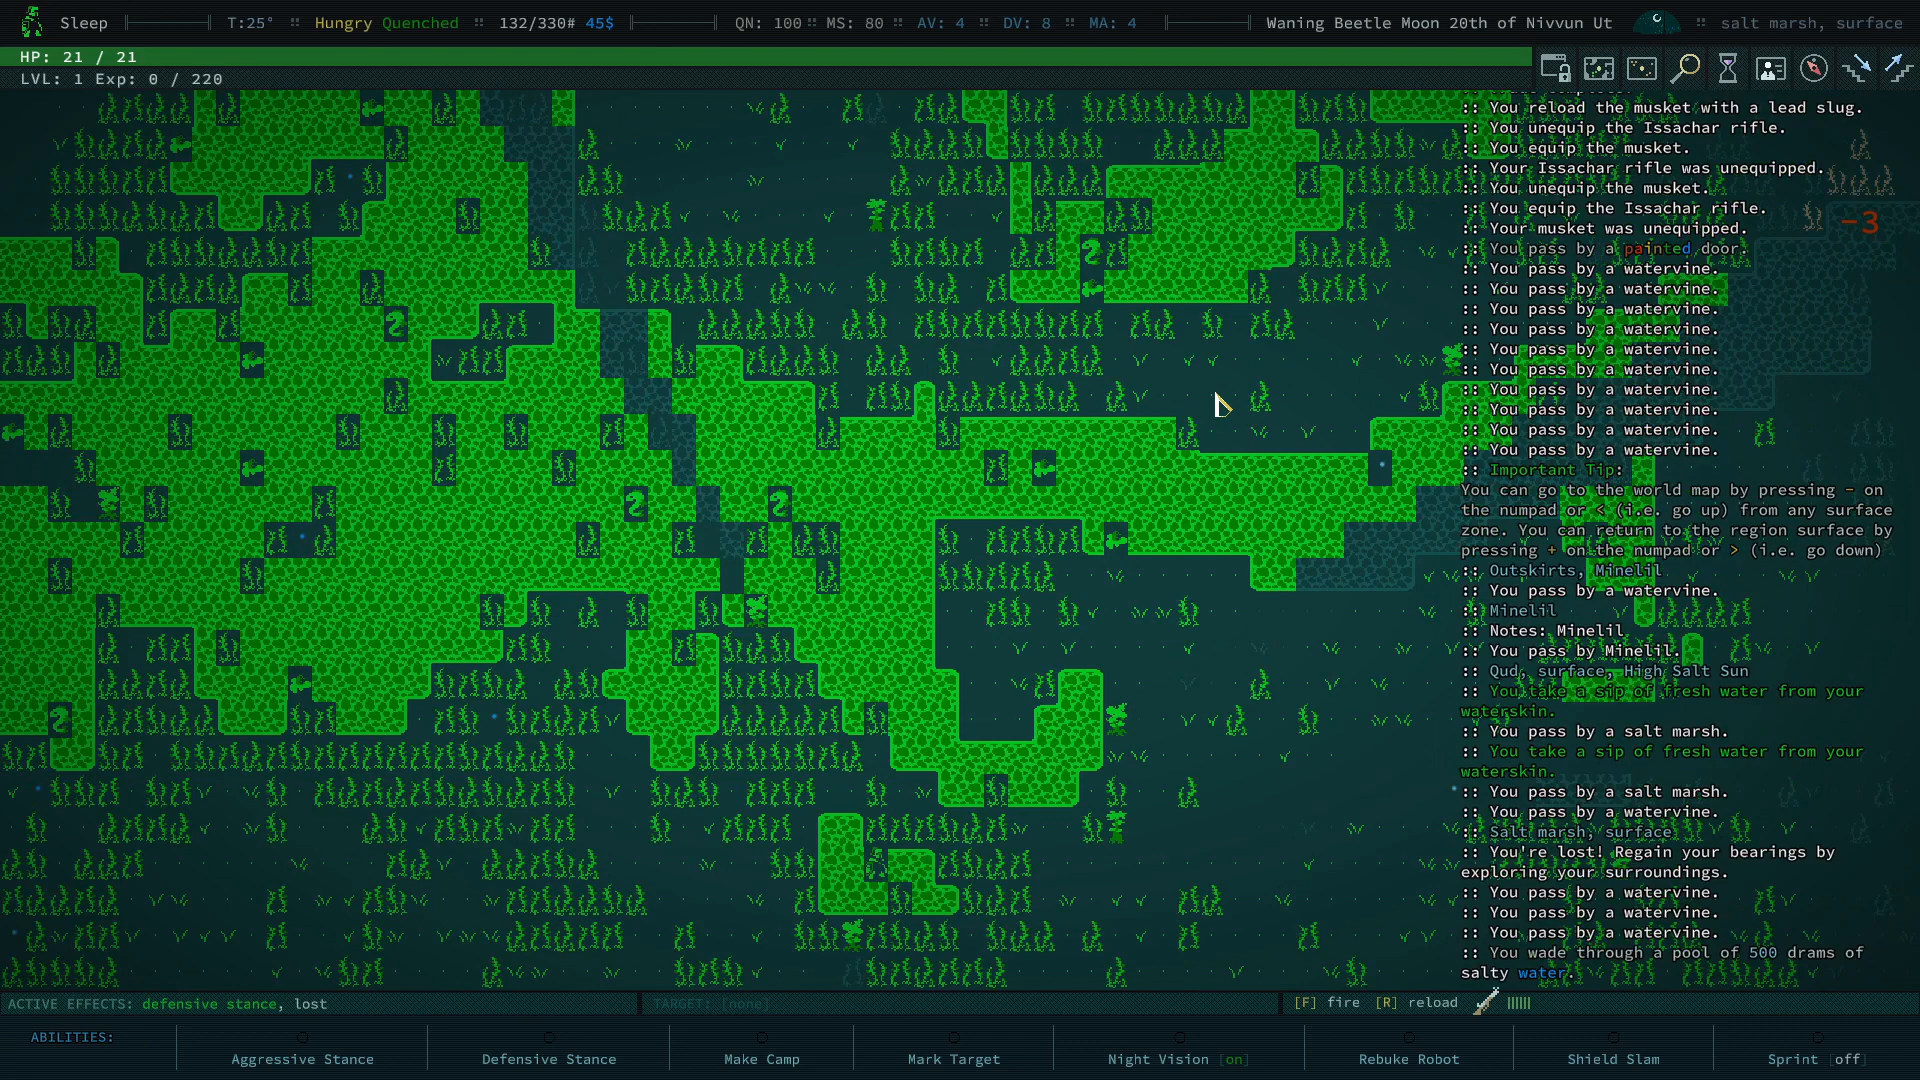 Sleep T:25° :: Hungry Quenched :: 132/330# 45$ QN: 100 :: MS: 80 :: AV: 4 :: DV: 8 :: MA: 4 Waning Beetle Moon 20th of Nivvun Ut :: salt marsh, surface
HP: 21 / 21
LVL: 1 Exp: 0 / 220
:: You reload the musket with a lead slug.
:: You unequip the Issachar rifle.
:: You equip the musket.
:: Your Issachar rifle was unequipped.
:: You unequip the musket.
:: You equip the Issachar rifle.
-3
:: Your musket was unequipped.
:: You pass by a painted door.
:: You pass by a watervine.
:: You pass by a watervine.
:: You pass by a watervine.
:: You pass by a watervine.
:: You pass by a watervine.
:: You pass by a watervine.
:: You pass by a watervine.
:: You pass by a watervine.
:: You pass by a watervine.
:: You pass by a watervine.
:: Important Tip:
You can go to the world map by pressing - on
the numpad or < (i.e. go up) from any surface
zone. You can return to the region surface by
pressing + on the numpad or > (i.e. go down)
:: Outskirts, Minelil
:: You pass by a watervine.
:: Minelil
:: Notes: Minelil
:: You pass by Minelil.
:: Qud, surface, High Salt Sun
:: You take a sip of fresh water from your
waterskin.
:: You pass by a salt marsh.
:: You take a sip of fresh water from your
waterskin.
:: You pass by a salt marsh.
:: You pass by a watervine.
:: Salt marsh, surface
:: You're lost! Regain your bearings by
exploring your surroundings.
:: You pass by a watervine.
:: You pass by a watervine.
:: You pass by a watervine.
:: You wade through a pool of 500 drams of
salty water.
ACTIVE EFFECTS: defensive stance, lost TARGET: [none] [F] fire [R] reload
ABILITIES: Aggressive Stance Defensive Stance Make Camp Mark Target Night Vision [on] Rebuke Robot Shield Slam Sprint [off]